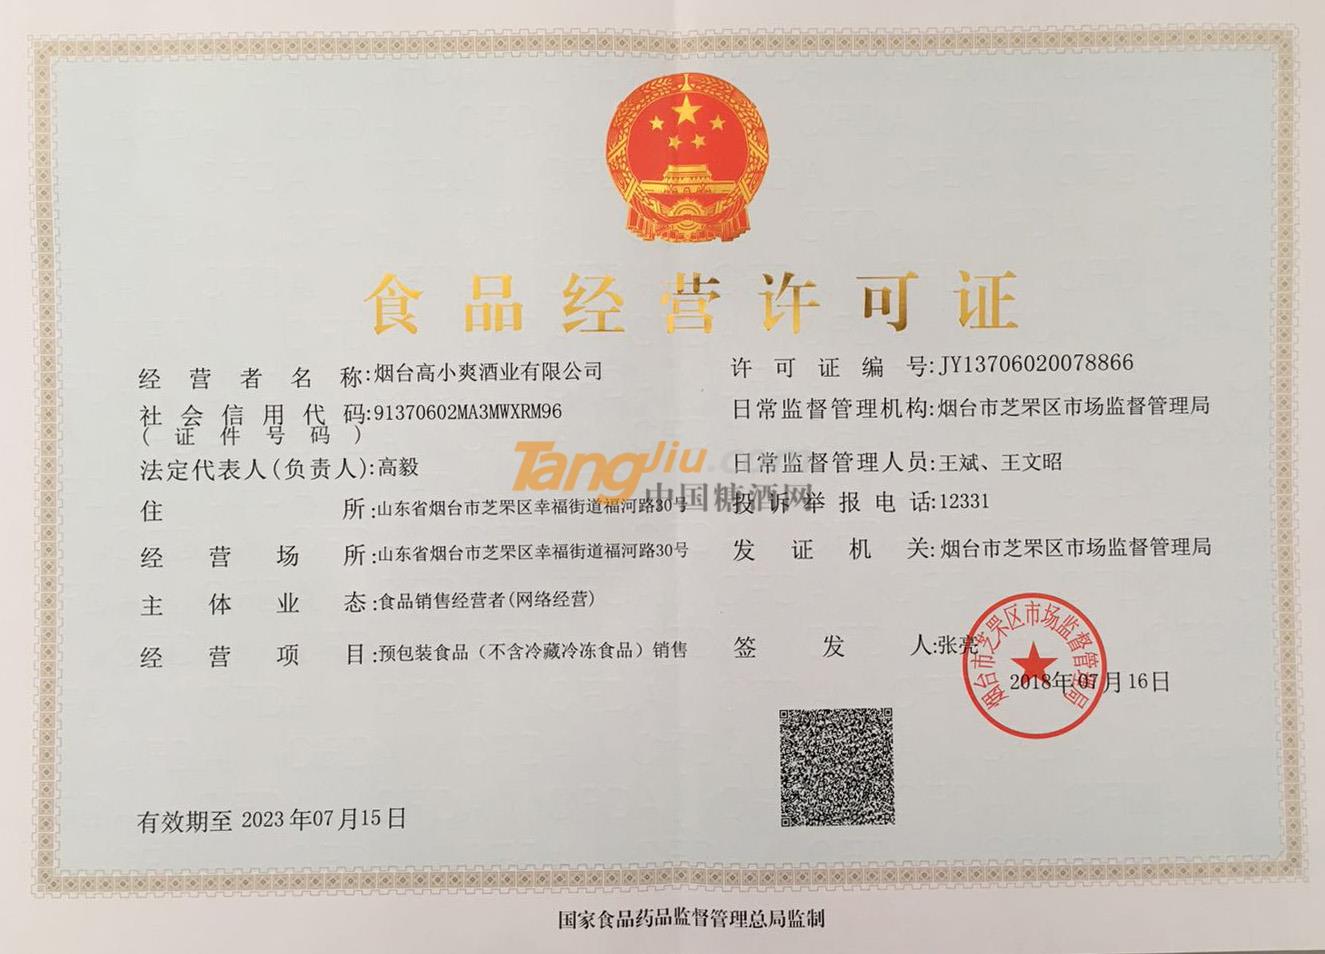 食品经营许可证
经营者名称:烟台高小爽酒业有限公司
社会信用代码:91370602MA3MWXRM96
(证件号码)
法定代表人(负责人):高毅
住所:山东省烟台市芝罘区幸福街道福河路30号
经营场所:山东省烟台市芝罘区幸福街道福河路30号
主体业态:食品销售经营者(网络经营)
经营项目:预包装食品（不含冷藏冷冻食品）销售
许可证编号:JY13706020078866
日常监督管理机构:烟台市芝罘区市场监督管理局
日常监督管理人员:王斌、王文昭
投诉举报电话:12331
发证机关:烟台市芝罘区市场监督管理局
签发人:张亮
2018年07月16日
烟台市芝罘区市场监督管理局
TangJiu.com
中国糖酒网
有效期至 2023年07月15日
国家食品药品监督管理总局监制